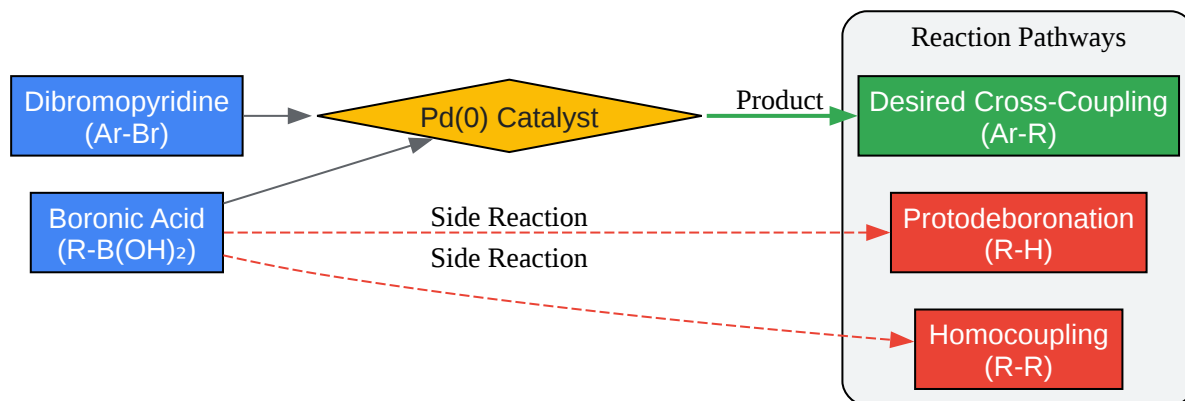 Reaction Pathways
Dibromopyridine
(Ar-Br)
Pd(0) Catalyst
Product
Desired Cross-Coupling
(Ar-R)
Boronic Acid
(R-B(OH)₂)
Side Reaction
Protodeboronation
(R-H)
Side Reaction
Homocoupling
(R-R)